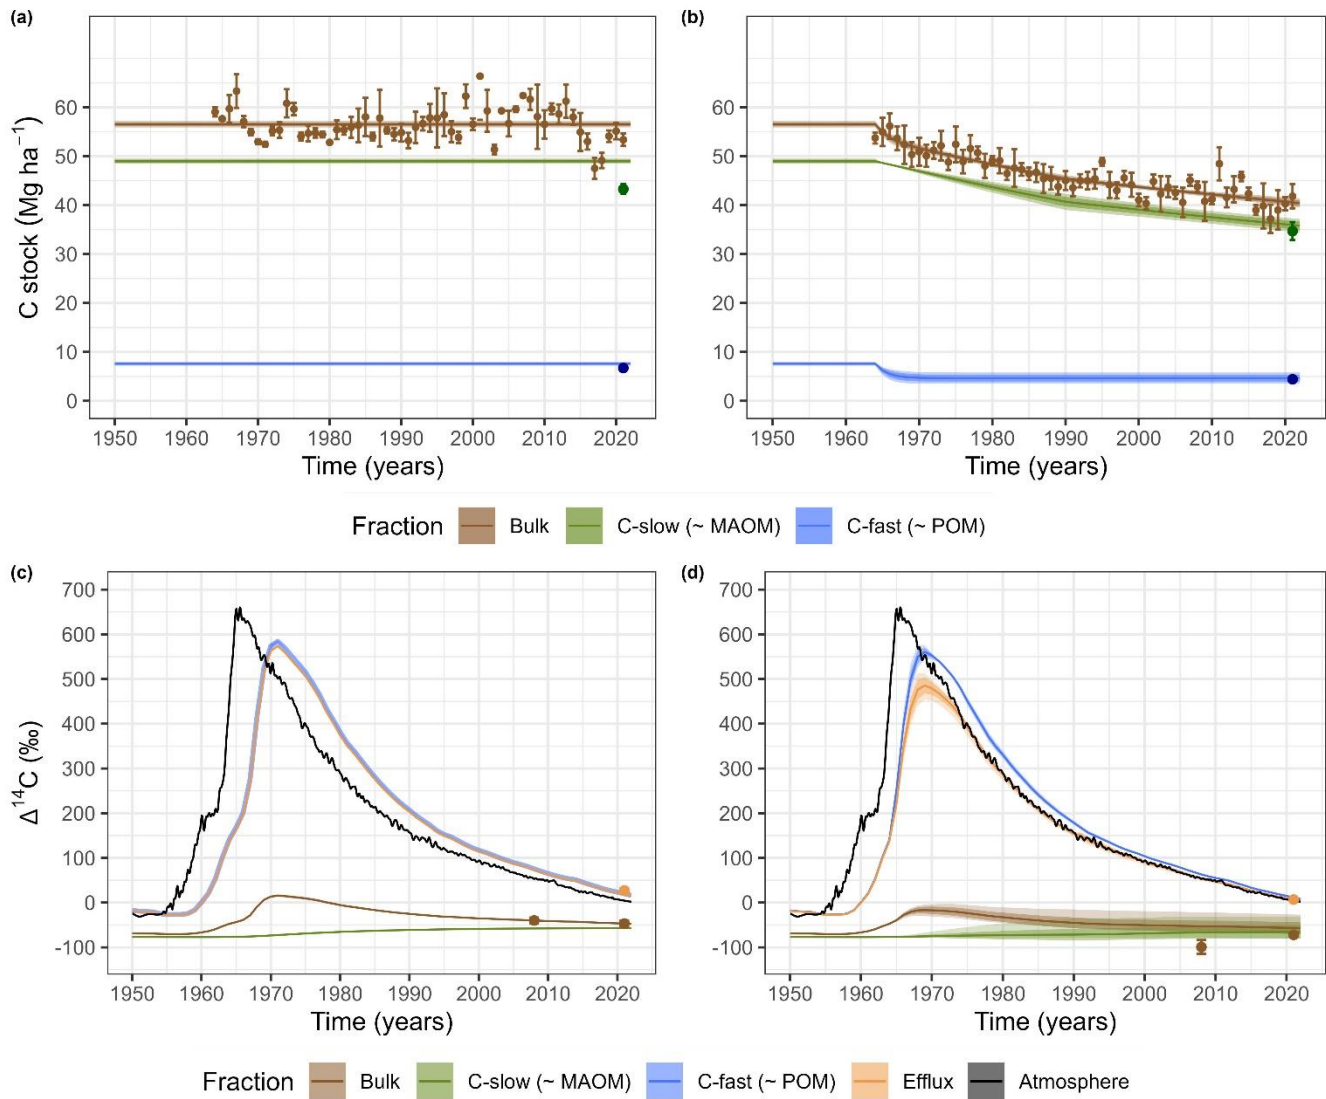 (a)
(b)
C stock (Mg ha⁻¹)
60
50
40
30
20
10
0
1950 1960 1970 1980 1990 2000 2010 2020
Time (years)
60
50
40
30
20
10
0
1950 1960 1970 1980 1990 2000 2010 2020
Time (years)
Fraction Bulk C-slow (~ MAOM) C-fast (~ POM)
(c)
(d)
Δ¹⁴C (‰)
700
600
500
400
300
200
100
0
-100
1950 1960 1970 1980 1990 2000 2010 2020
Time (years)
700
600
500
400
300
200
100
0
-100
1950 1960 1970 1980 1990 2000 2010 2020
Time (years)
Fraction Bulk C-slow (~ MAOM) C-fast (~ POM) Efflux Atmosphere